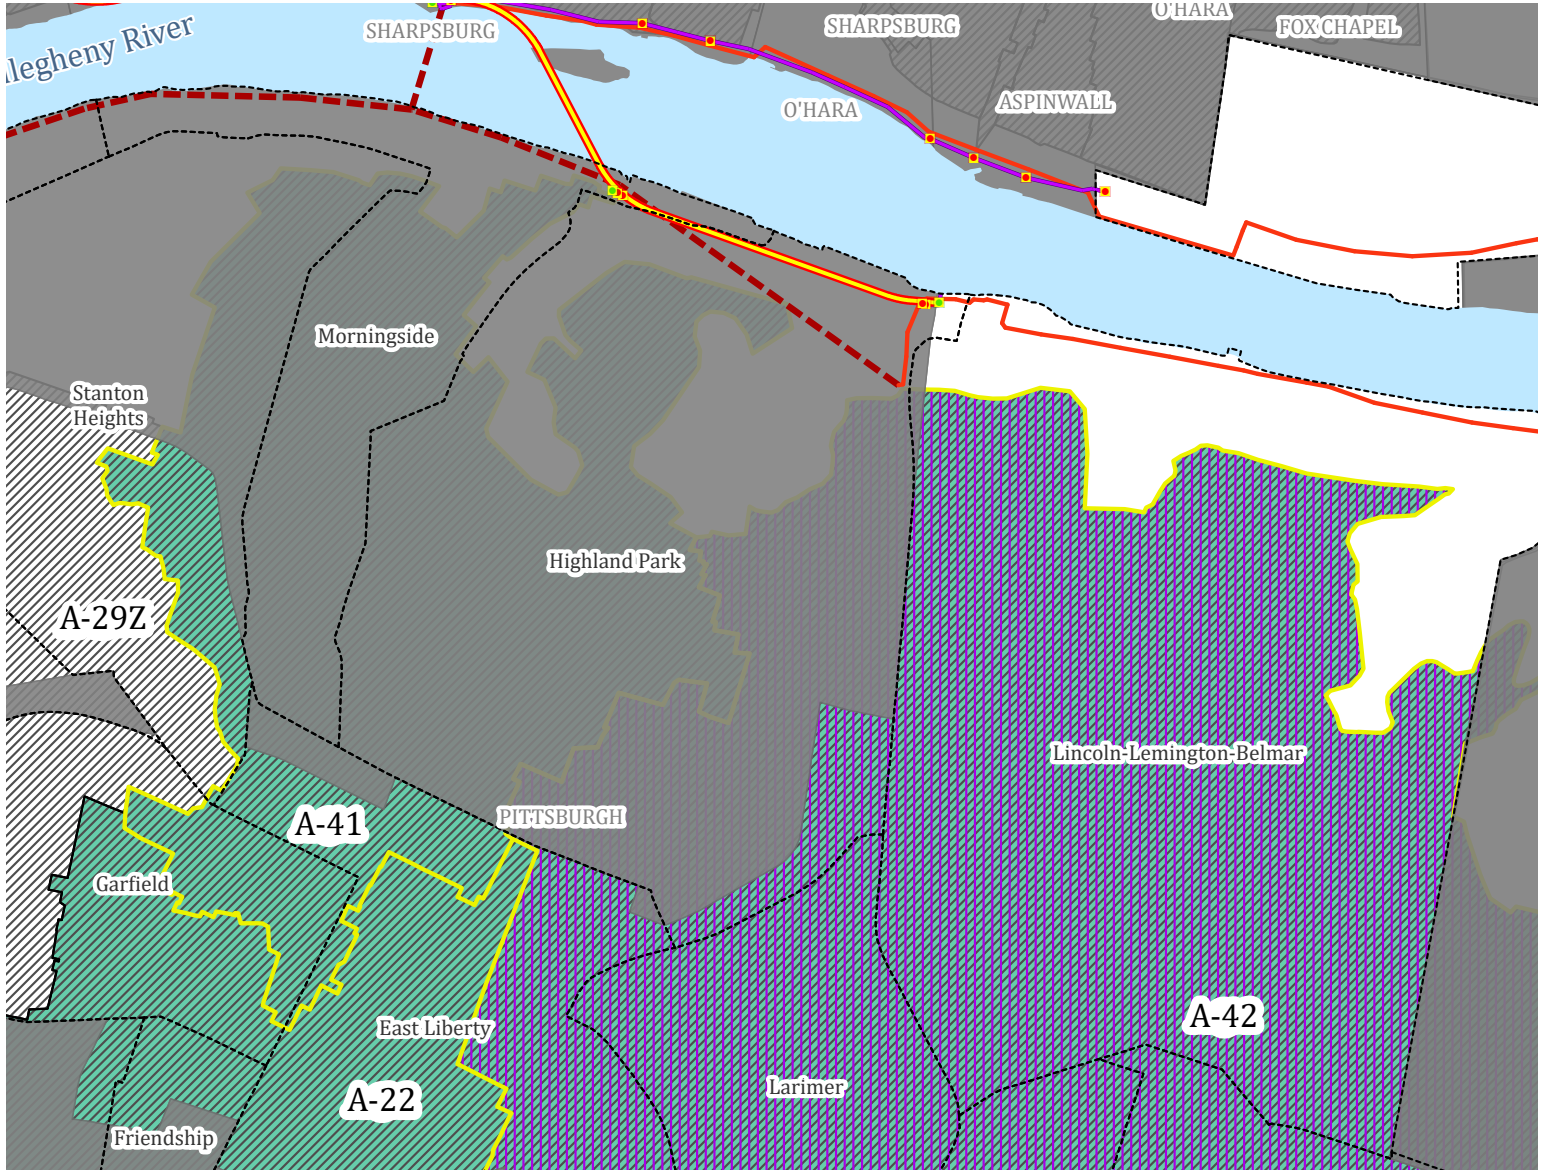 O'HARA
SHARPSBURG
SHARPSBURG
FOX CHAPEL
Allegheny River
O'HARA
ASPINWALL
Morningside
Stanton
Heights
Highland Park
A-29Z
Lincoln-Lemington-Belmar
PITTSBURGH
A-41
Garfield
East Liberty
A-42
Larimer
A-22
Friendship